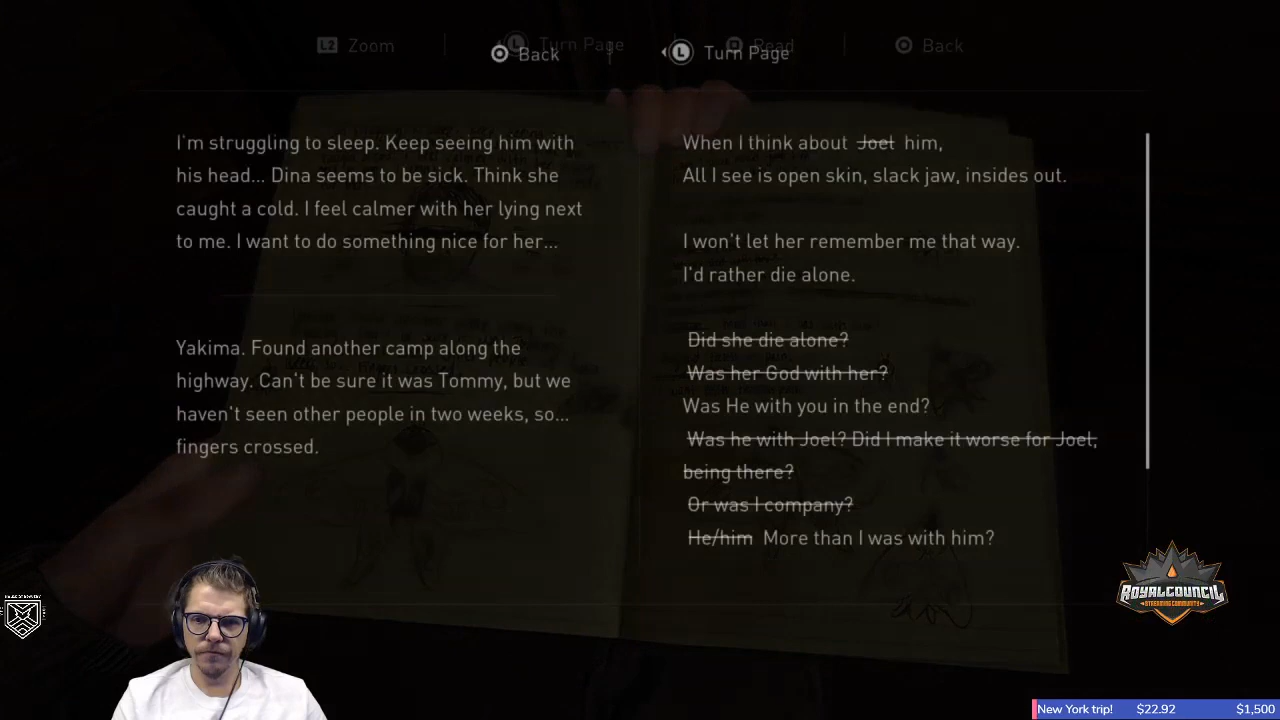 Zoom
Turn Page
Read
Back
Back
Turn Page
I'm struggling to sleep. Keep seeing him with
his head... Dina seems to be sick. Think she
caught a cold. I feel calmer with her lying next
to me. I want to do something nice for her...
Yakima. Found another camp along the
highway. Can't be sure it was Tommy, but we
haven't seen other people in two weeks, so...
fingers crossed.
When I think about Joel him,
All I see is open skin, slack jaw, insides out.
I won't let her remember me that way.
I'd rather die alone.
Did she die alone?
Was her God with her?
Was He with you in the end?
Was he with Joel? Did I make it worse for Joel,
being there?
Or was I company?
He/him More than I was with him?
ROYALCOUNCIL
STREAMING COMMUNITY
New York trip! $22.92 $1,500